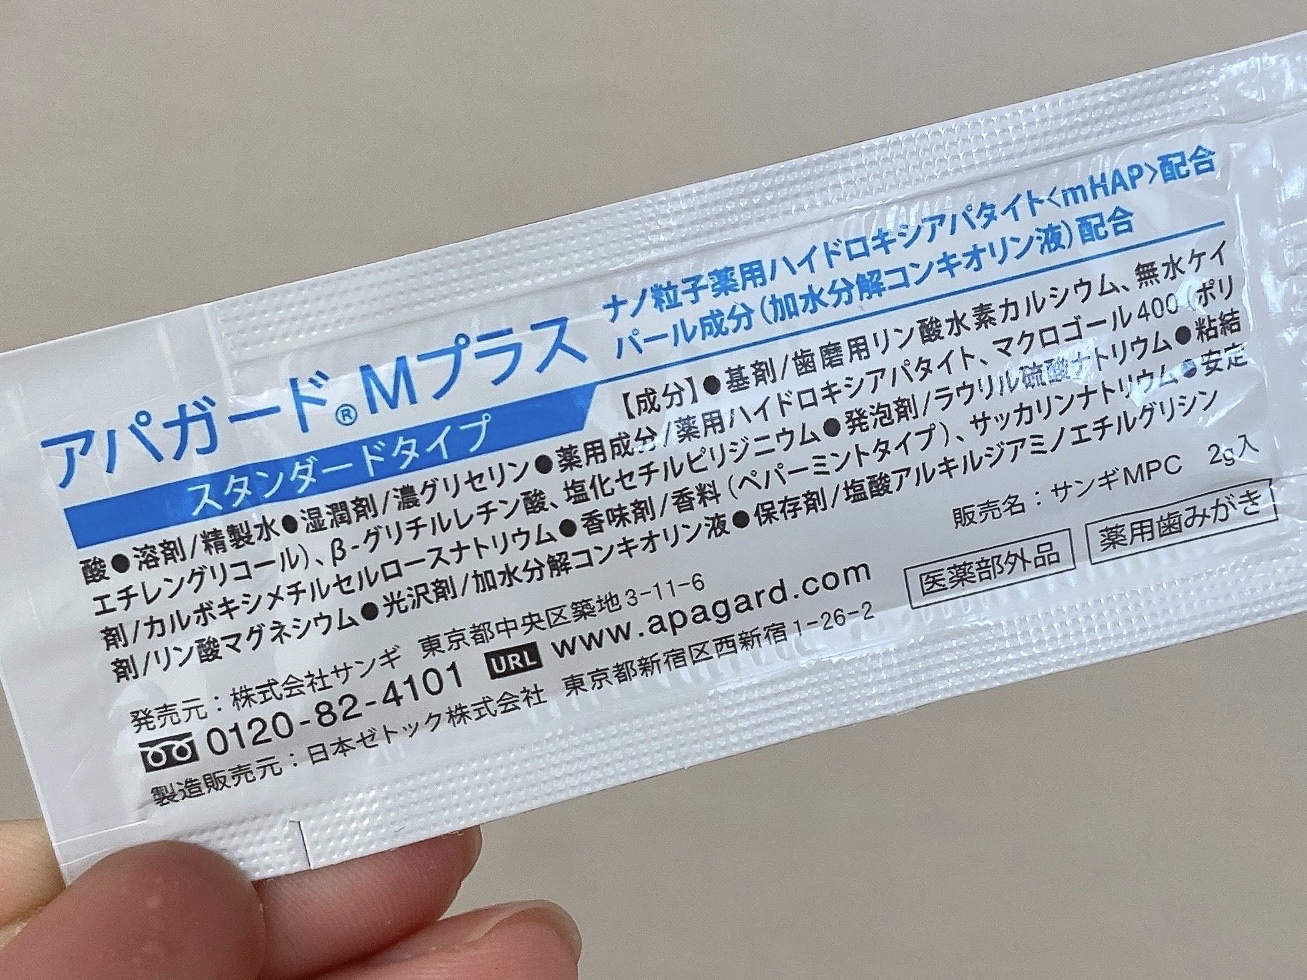 アパガード®Mプラス
スタンダードタイプ
ナノ粒子薬用ハイドロキシアパタイト<mHAP>配合
パール成分(加水分解コンキオリン液)配合
【成分】●基剤/歯磨用リン酸水素カルシウム、無水ケイ
酸●溶剤/精製水●湿潤剤/濃グリセリン●薬用成分/薬用ハイドロキシアパタイト、マクロゴール400(ポリ
エチレングリコール)、β-グリチルレチン酸、塩化セチルピリジニウム●発泡剤/ラウリル硫酸ナトリウム●粘結
剤/カルボキシメチルセルロースナトリウム●香味剤/香料(ペパーミントタイプ)、サッカリンナトリウム●安定
剤/リン酸マグネシウム●光沢剤/加水分解コンキオリン液●保存剤/塩酸アルキルジアミノエチルグリシン
販売名:サンギMPC 2g入
発売元:株式会社サンギ 東京都中央区築地3-11-6
0120-82-4101 URL www.apagard.com
医薬部外品 薬用歯みがき
製造販売元:日本ゼトック株式会社 東京都新宿区西新宿1-26-2